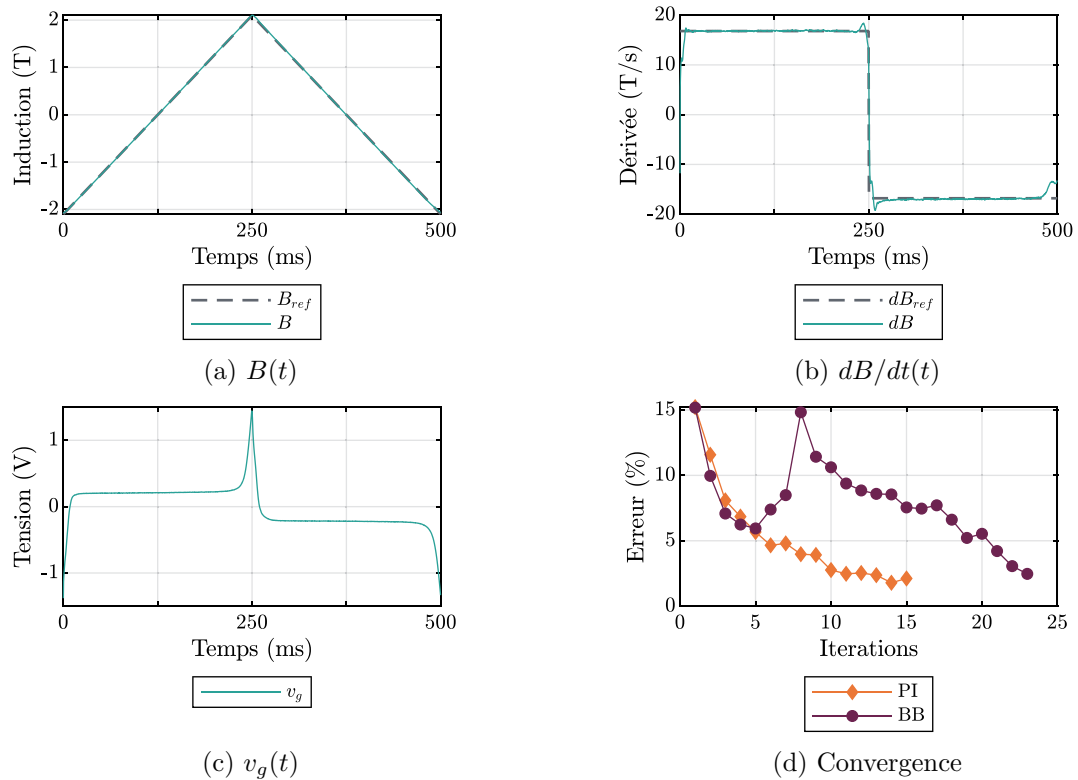 2
1
0
-1
-2
Induction (T)
0
250
500
Temps (ms)
B_ref
B
(a) B(t)
20
10
0
-10
-20
Dérivée (T/s)
0
250
500
Temps (ms)
dB_ref
dB
(b) dB/dt(t)
1
0
-1
Tension (V)
0
250
500
Temps (ms)
v_g
(c) v_g(t)
15
10
5
0
Erreur (%)
0
5
10
15
20
25
Iterations
PI
BB
(d) Convergence